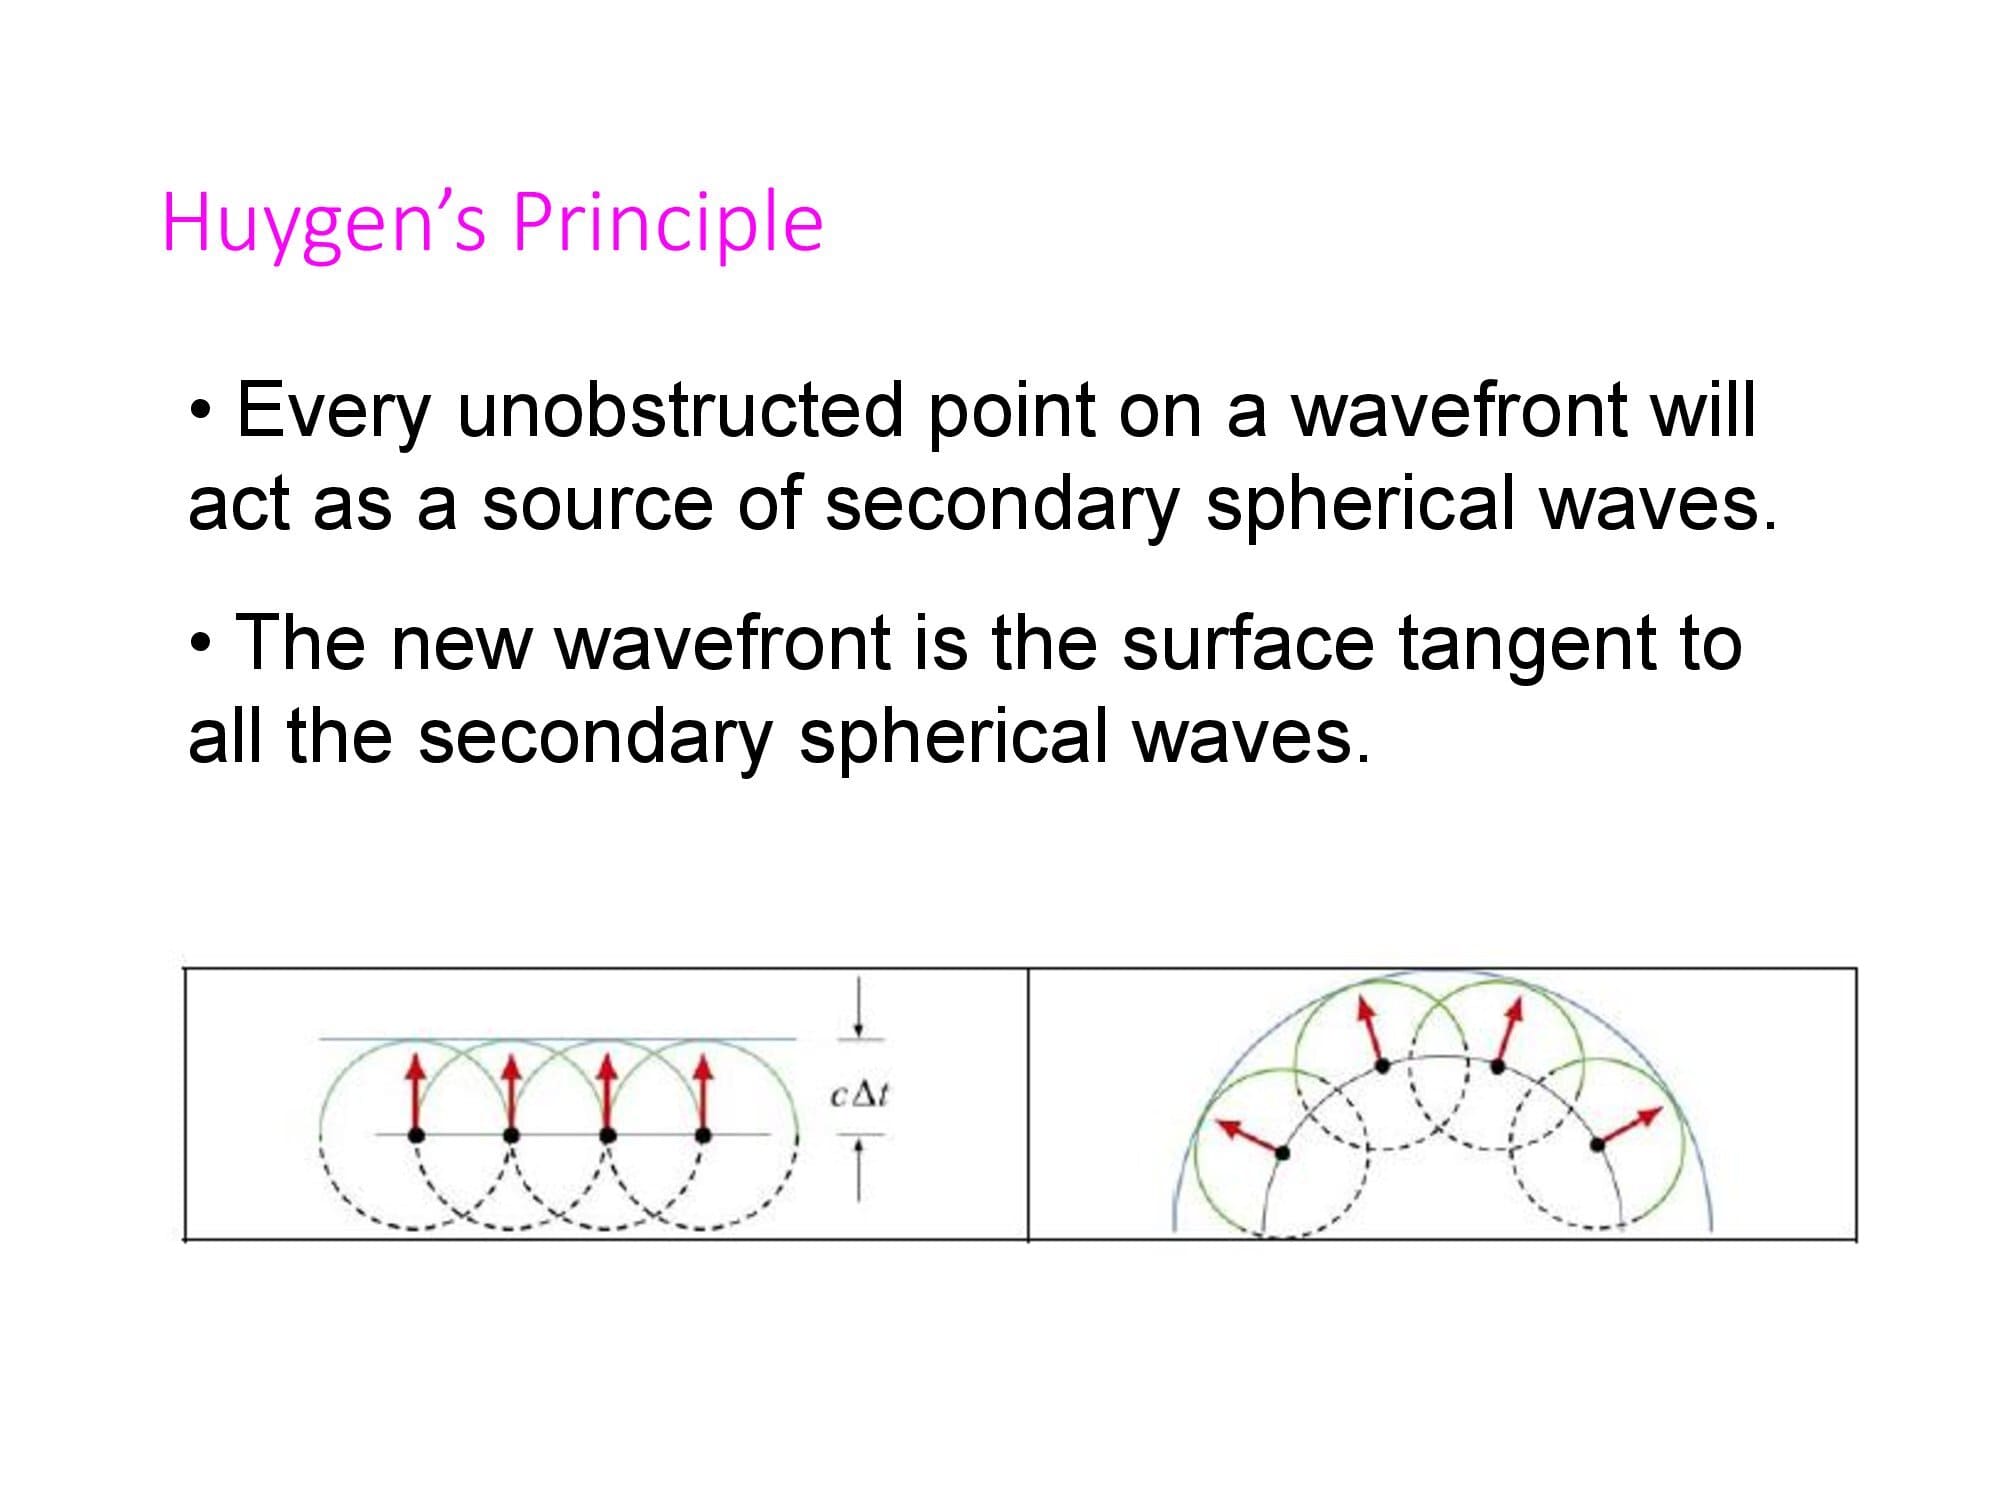 Huygen’s Principle
• Every unobstructed point on a wavefront will
act as a source of secondary spherical waves.
• The new wavefront is the surface tangent to
all the secondary spherical waves.
cΔt